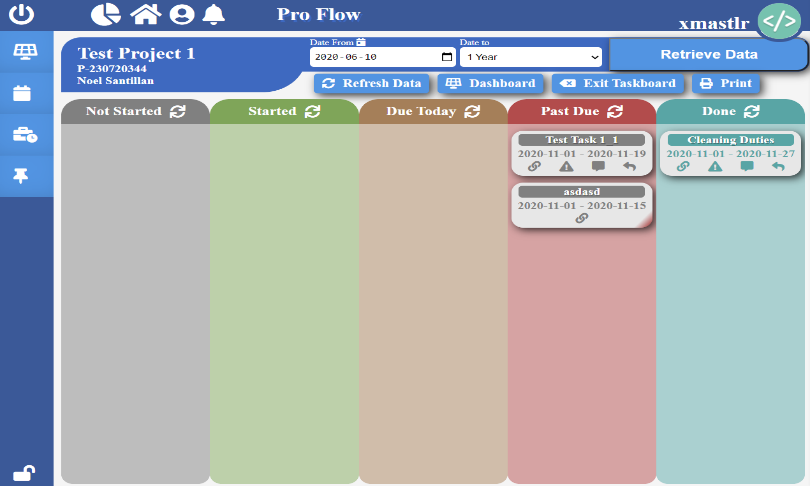 Pro Flow
xmastlr
</>
Test Project 1
P-230720344
Noel Santillan
Date From
2020-06-10
Date to
1 Year
Retrieve Data
Refresh Data
Dashboard
Exit Taskboard
Print
Not Started
Started
Due Today
Past Due
Done
Test Task 1_1
2020-11-01 - 2020-11-19
asdasd
2020-11-01 - 2020-11-15
Cleaning Duties
2020-11-01 - 2020-11-27